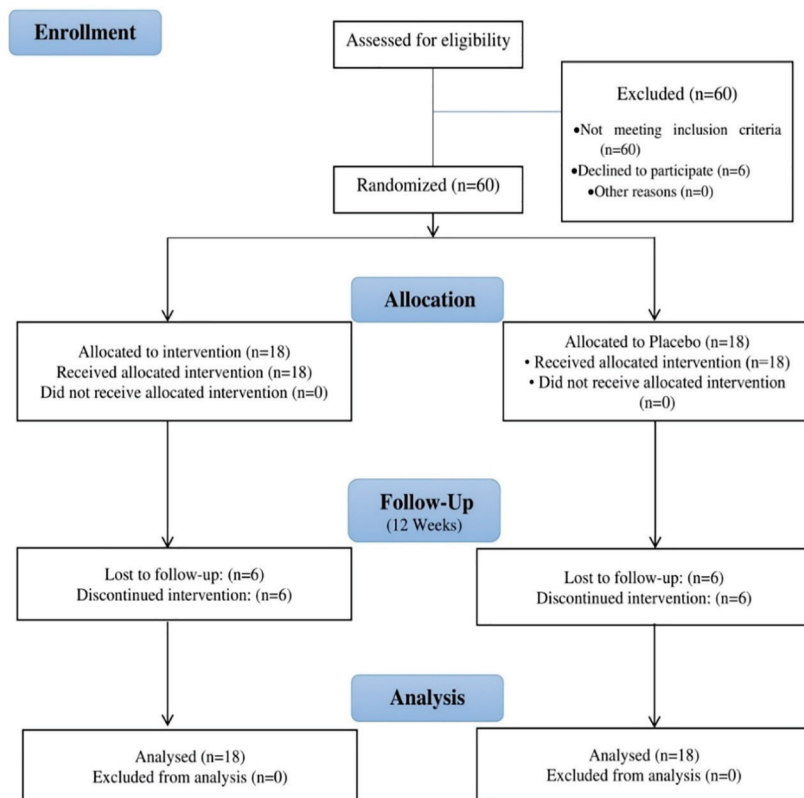 Enrollment
Assessed for eligibility
Excluded (n=60)
•Not meeting inclusion criteria
(n=60)
•Declined to participate (n=6)
•Other reasons (n=0)
Randomized (n=60)
Allocation
Allocated to intervention (n=18)
Received allocated intervention (n=18)
Did not receive allocated intervention (n=0)
Allocated to Placebo (n=18)
• Received allocated intervention (n=18)
• Did not receive allocated intervention
(n=0)
Follow-Up
(12 Weeks)
Lost to follow-up: (n=6)
Discontinued intervention: (n=6)
Lost to follow-up: (n=6)
Discontinued intervention: (n=6)
Analysis
Analysed (n=18)
Excluded from analysis (n=0)
Analysed (n=18)
Excluded from analysis (n=0)